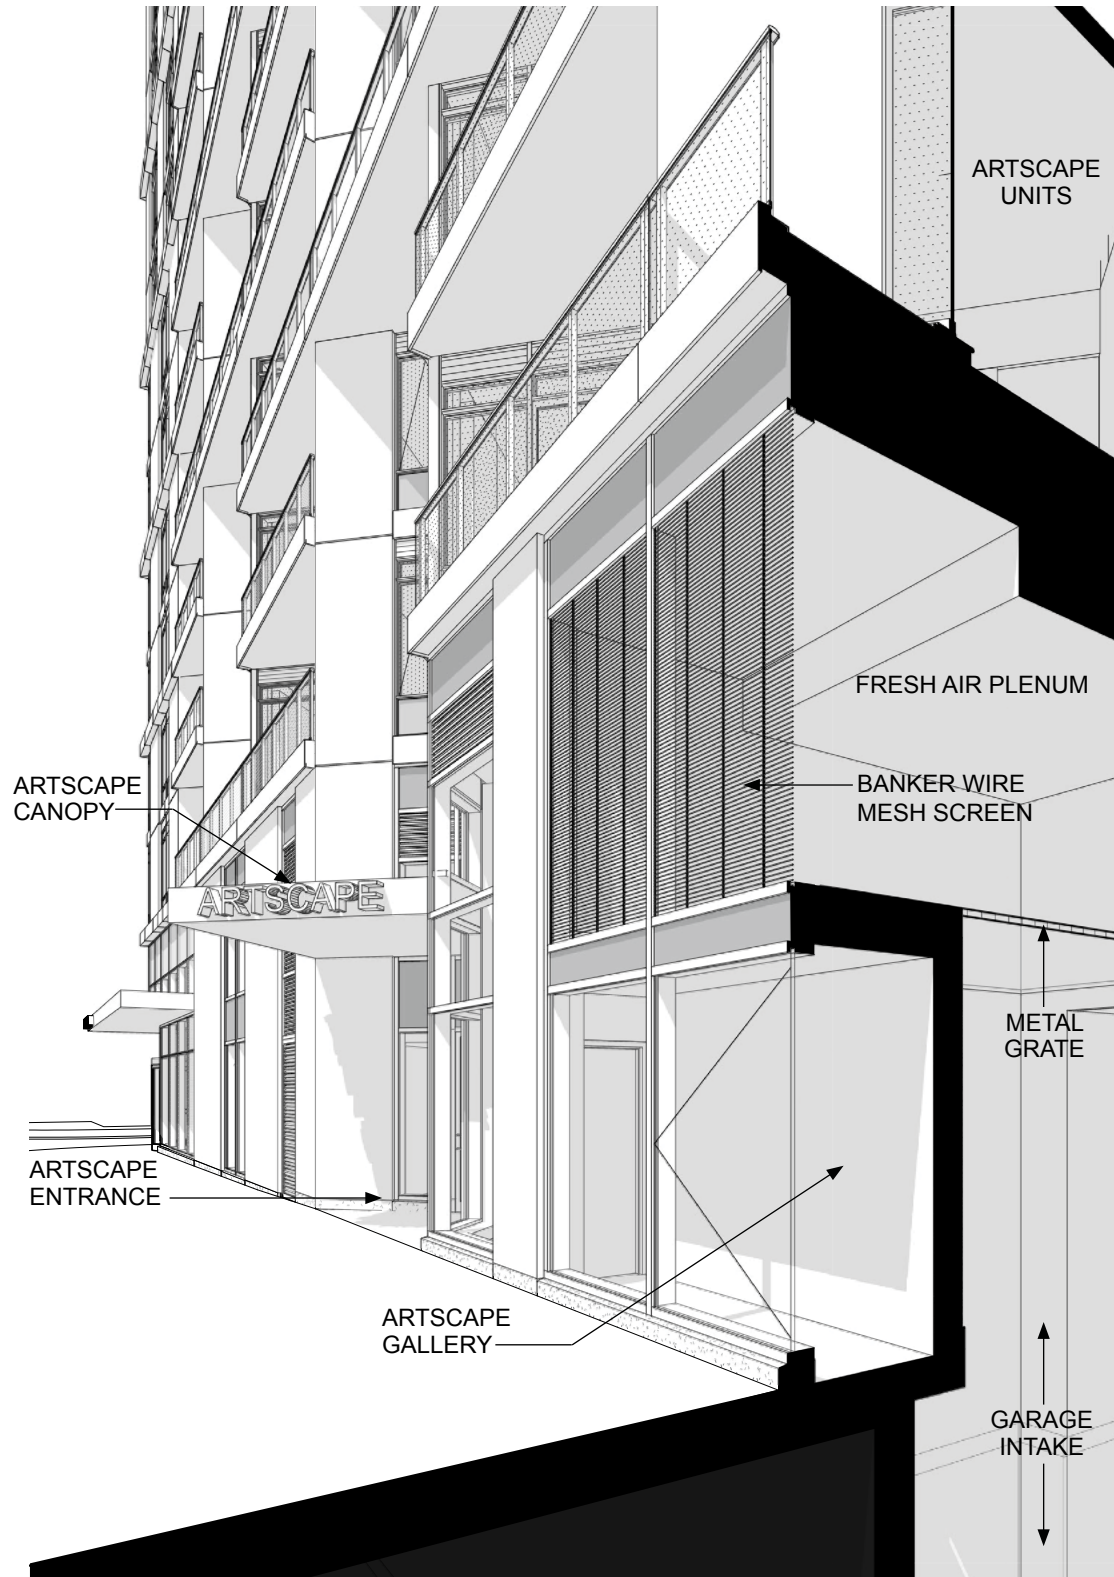 ARTSCAPE
UNITS
FRESH AIR PLENUM
BANKER WIRE
MESH SCREEN
ARTSCAPE
CANOPY
ARTSCAPE
METAL
GRATE
ARTSCAPE
ENTRANCE
ARTSCAPE
GALLERY
GARAGE
INTAKE